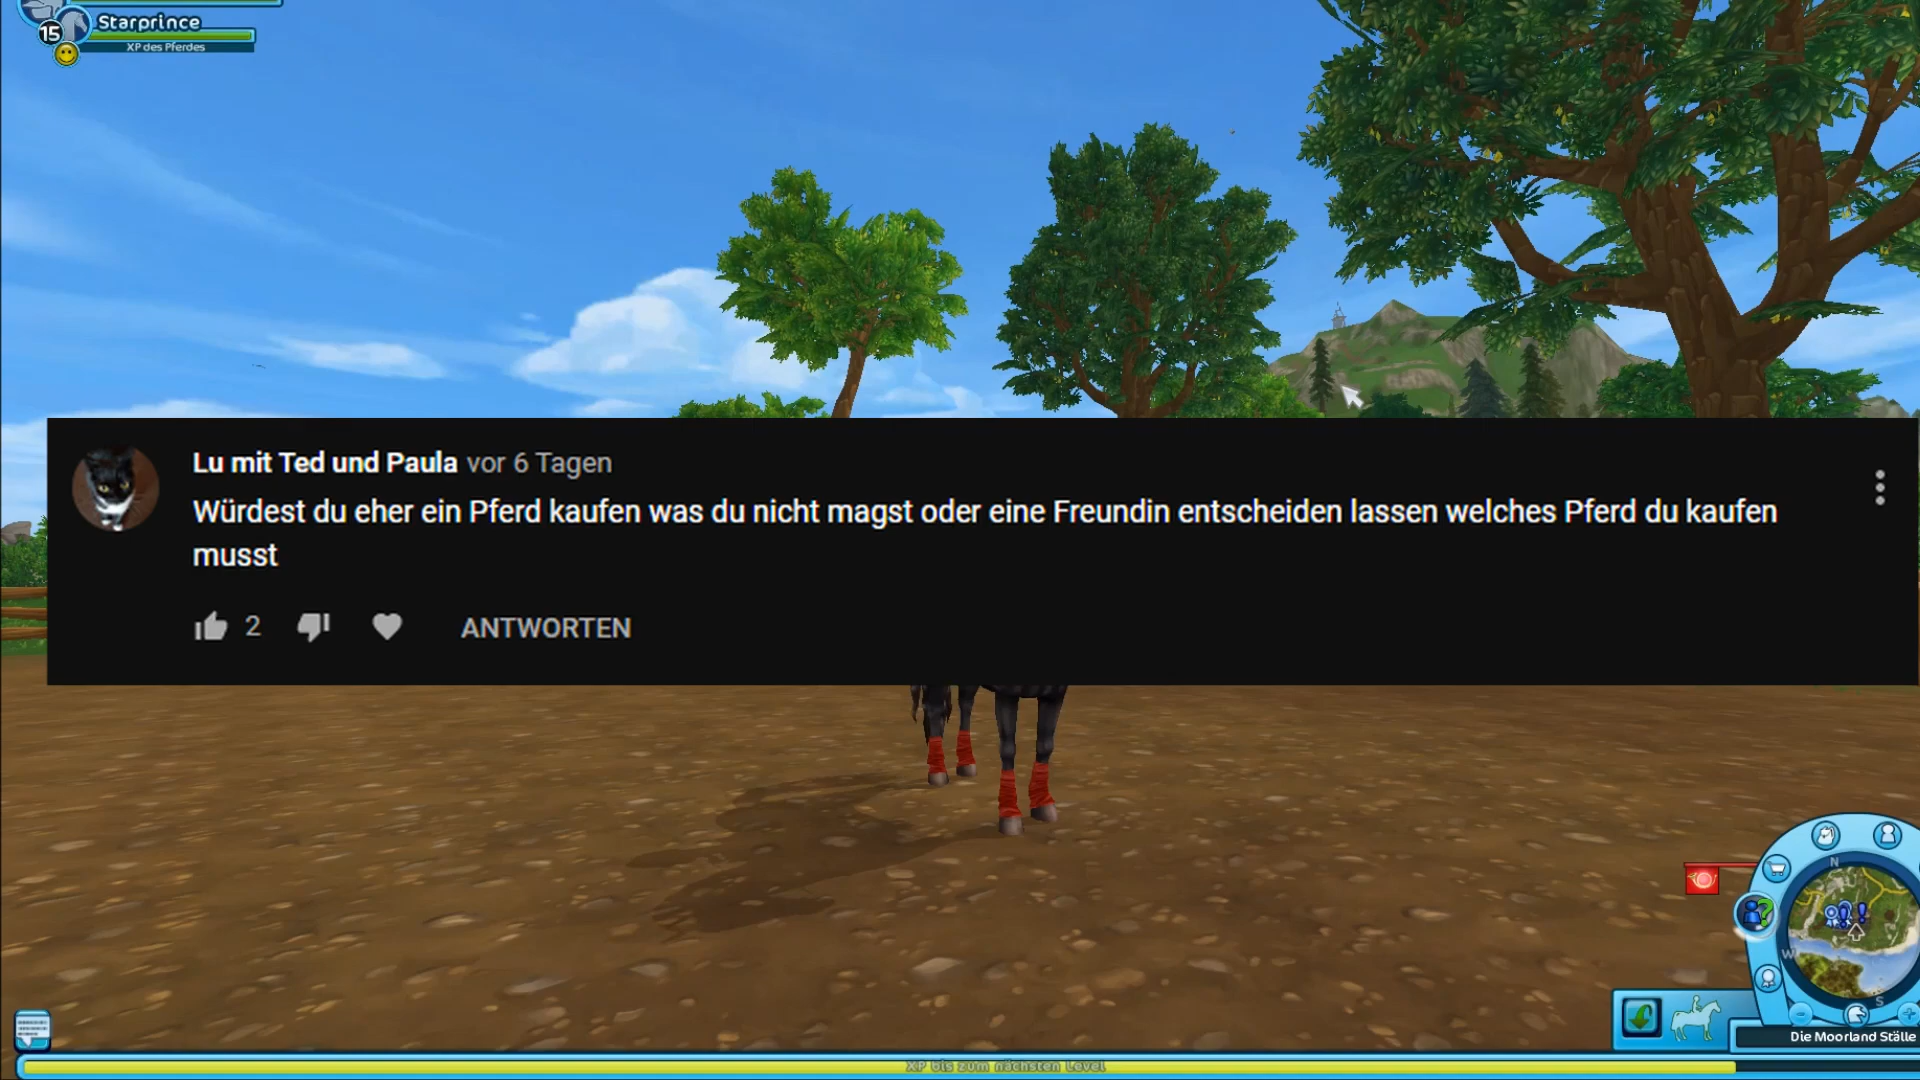 Starprince
15
XP des Pferdes
Lu mit Ted und Paula vor 6 Tagen
Würdest du eher ein Pferd kaufen was du nicht magst oder eine Freundin entscheiden lassen welches Pferd du kaufen
musst
2
ANTWORTEN
N
W
S
Die Moorland Ställe
XP bis zum nächsten Level